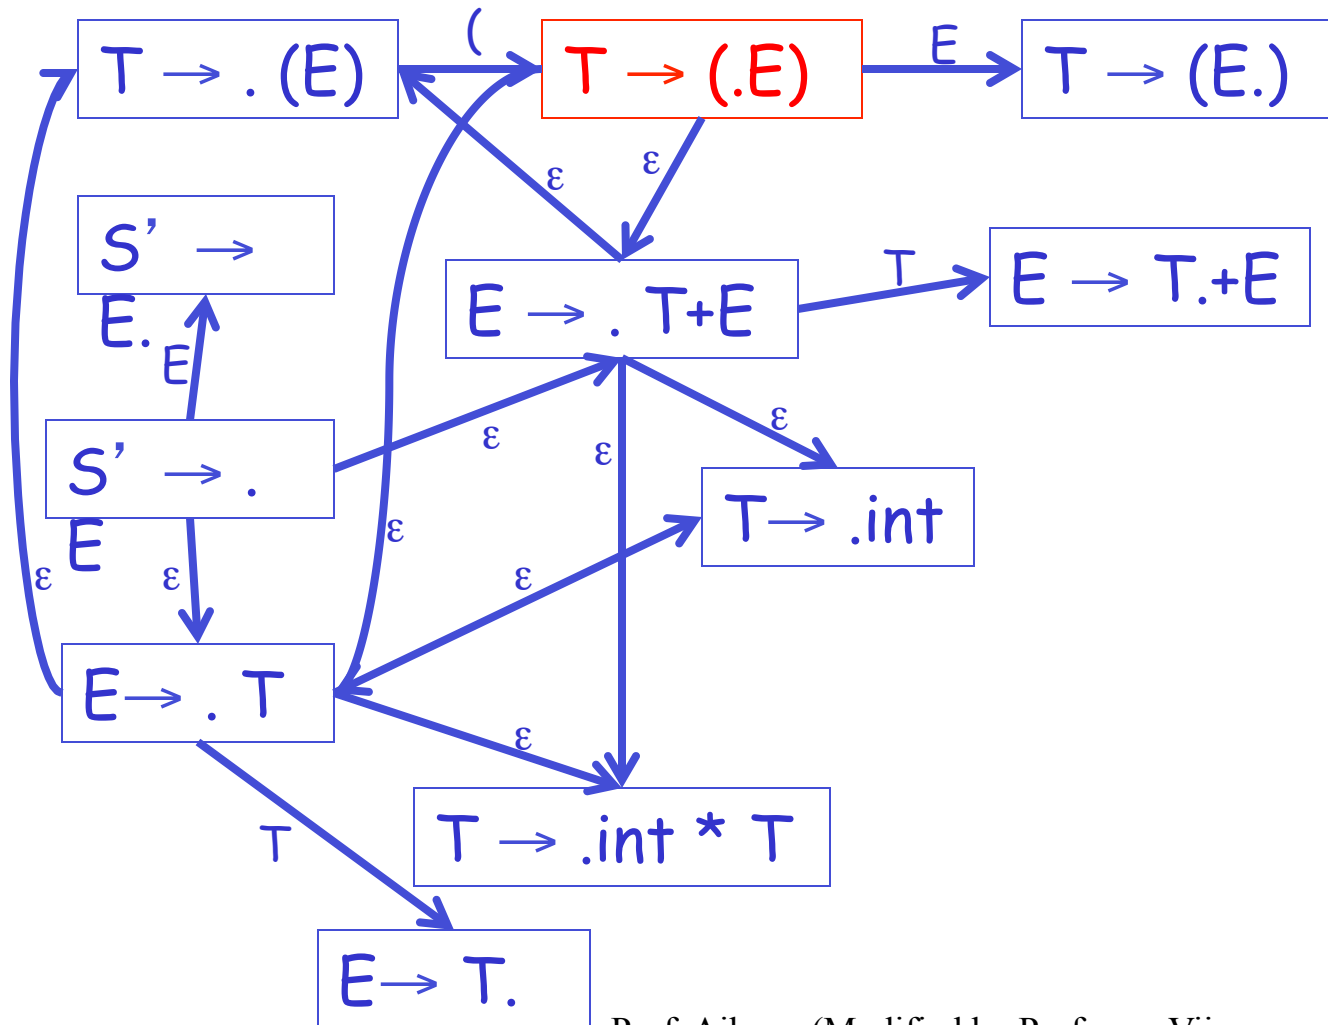 (
T → . (E)
T → (.E)
E
T → (E.)
ε
ε
S’ →
E.
E
E → . T+E
T
E → T.+E
S’ → .
E
ε
ε
ε
T→ .int
ε
ε
ε
ε
E→ . T
ε
T
T → .int * T
E→ T.